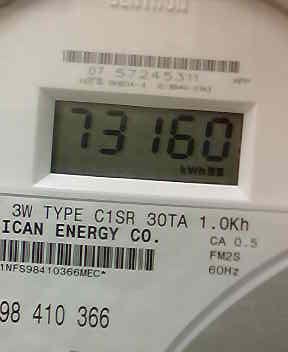 07 57245311
73160
kWh
3W TYPE C1SR 30TA 1.0Kh
ICAN ENERGY CO.
CA 0.5
FM2S
60Hz
1NFS98410366MEC*
98 410 366